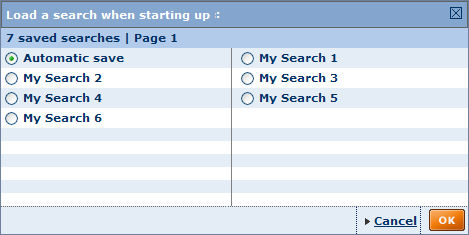 Load a search when starting up :
7 saved searches | Page 1
Automatic save My Search 1
My Search 2 My Search 3
My Search 4 My Search 5
My Search 6
Cancel OK